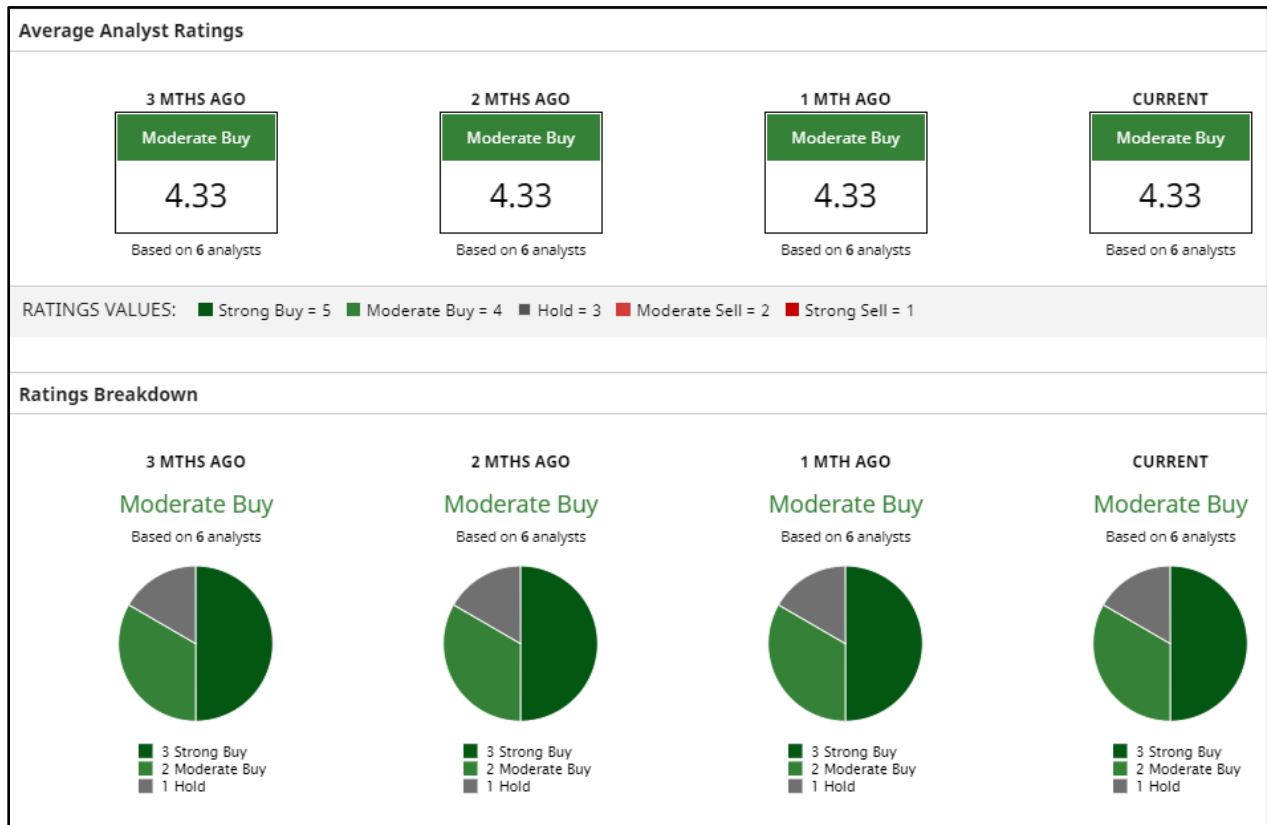 Average Analyst Ratings
3 MTHS AGO 2 MTHS AGO 1 MTH AGO CURRENT
Moderate Buy Moderate Buy Moderate Buy Moderate Buy
4.33 4.33 4.33 4.33
Based on 6 analysts Based on 6 analysts Based on 6 analysts Based on 6 analysts
RATINGS VALUES: Strong Buy = 5 Moderate Buy = 4 Hold = 3 Moderate Sell = 2 Strong Sell = 1
Ratings Breakdown
3 MTHS AGO 2 MTHS AGO 1 MTH AGO CURRENT
Moderate Buy Moderate Buy Moderate Buy Moderate Buy
Based on 6 analysts Based on 6 analysts Based on 6 analysts Based on 6 analysts
3 Strong Buy 3 Strong Buy 3 Strong Buy 3 Strong Buy
2 Moderate Buy 2 Moderate Buy 2 Moderate Buy 2 Moderate Buy
1 Hold 1 Hold 1 Hold 1 Hold